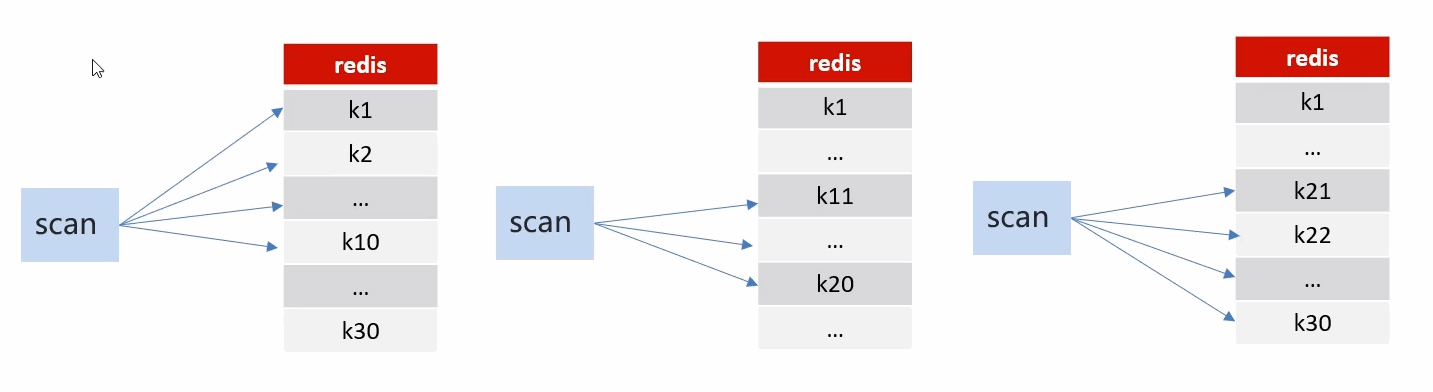 redis
k1
k2
...
k10
...
k30
scan
redis
k1
...
k11
...
k20
...
scan
redis
k1
...
k21
k22
...
k30
scan